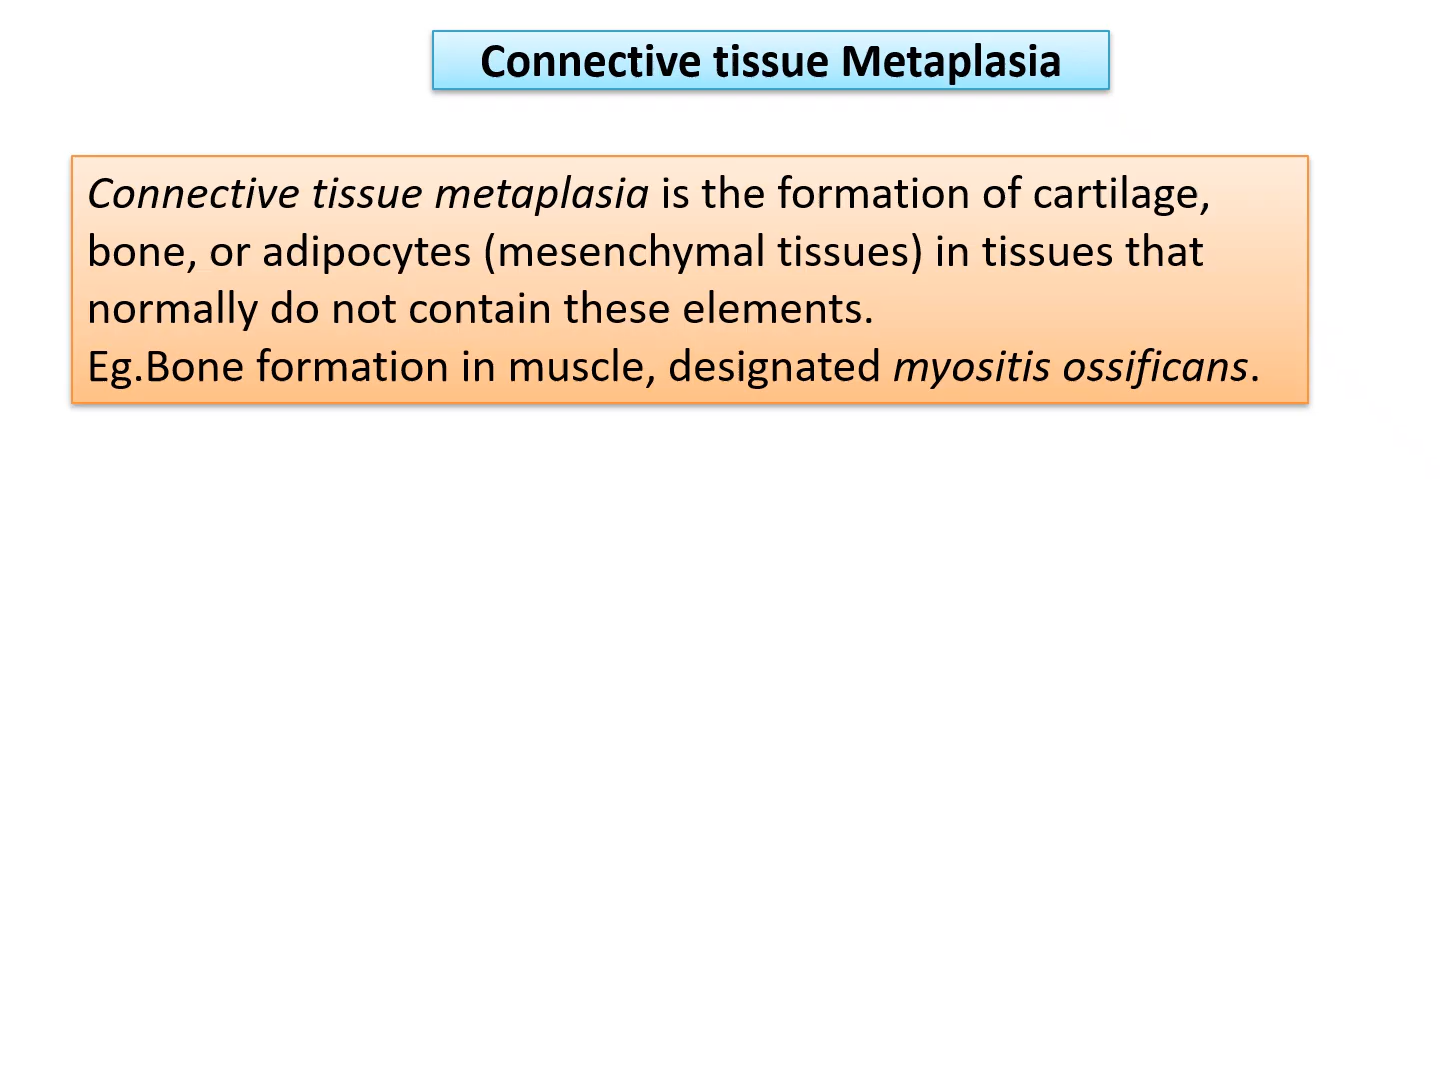 Connective tissue Metaplasia
Connective tissue metaplasia is the formation of cartilage,
bone, or adipocytes (mesenchymal tissues) in tissues that
normally do not contain these elements.
Eg.Bone formation in muscle, designated myositis ossificans.